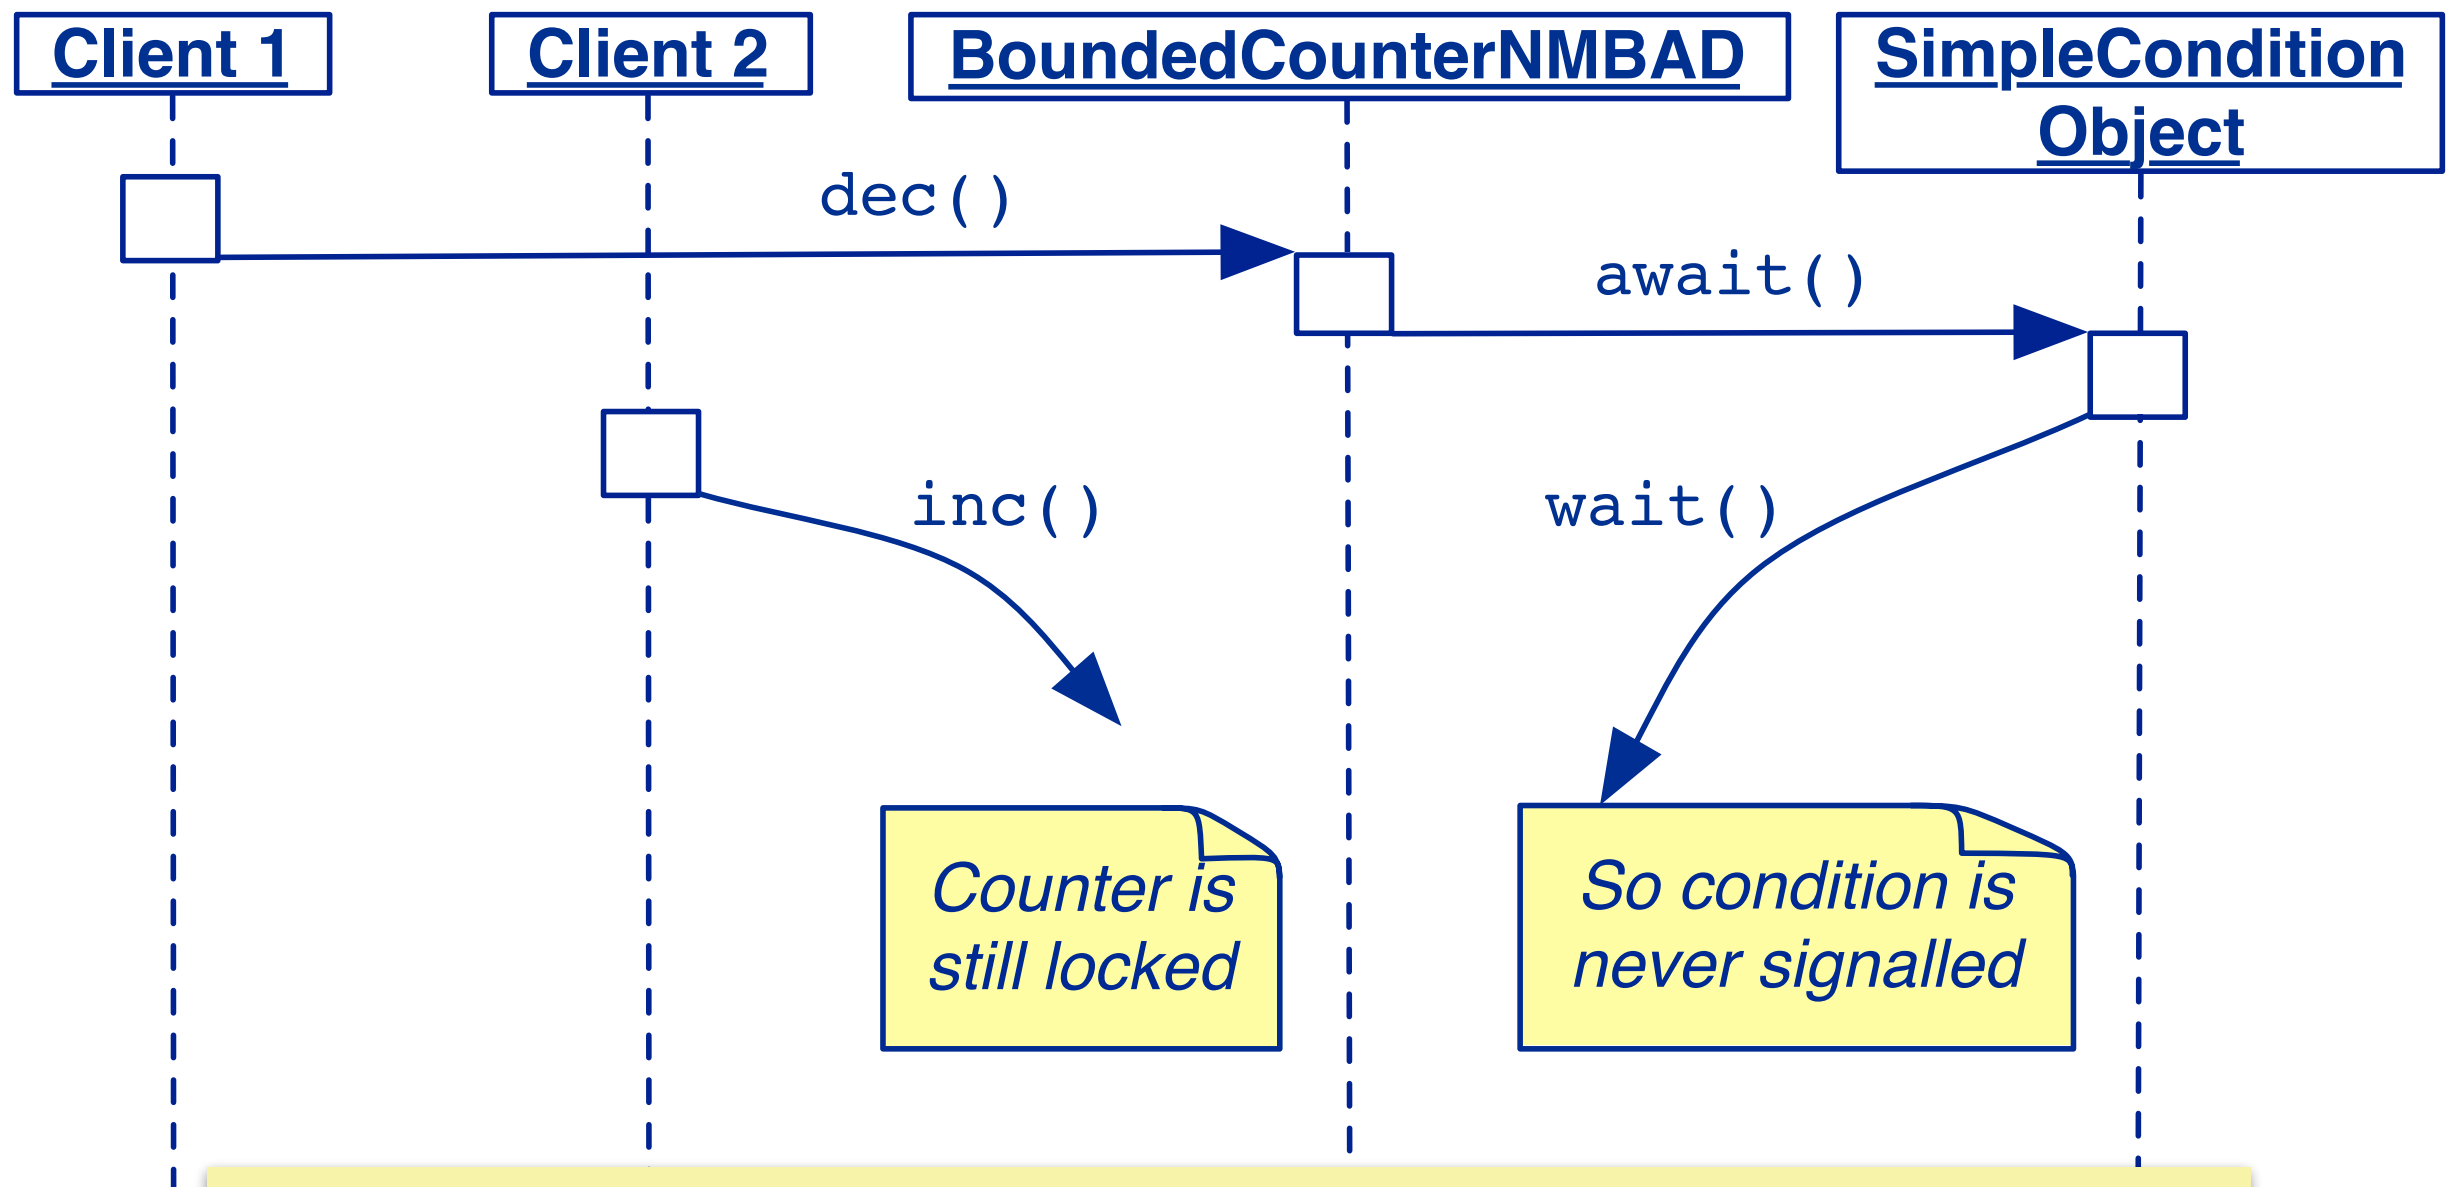 Client 1
Client 2
BoundedCounterNMBAD
SimpleCondition
Object
dec()
await()
inc()
wait()
Counter is
still locked
So condition is
never signalled